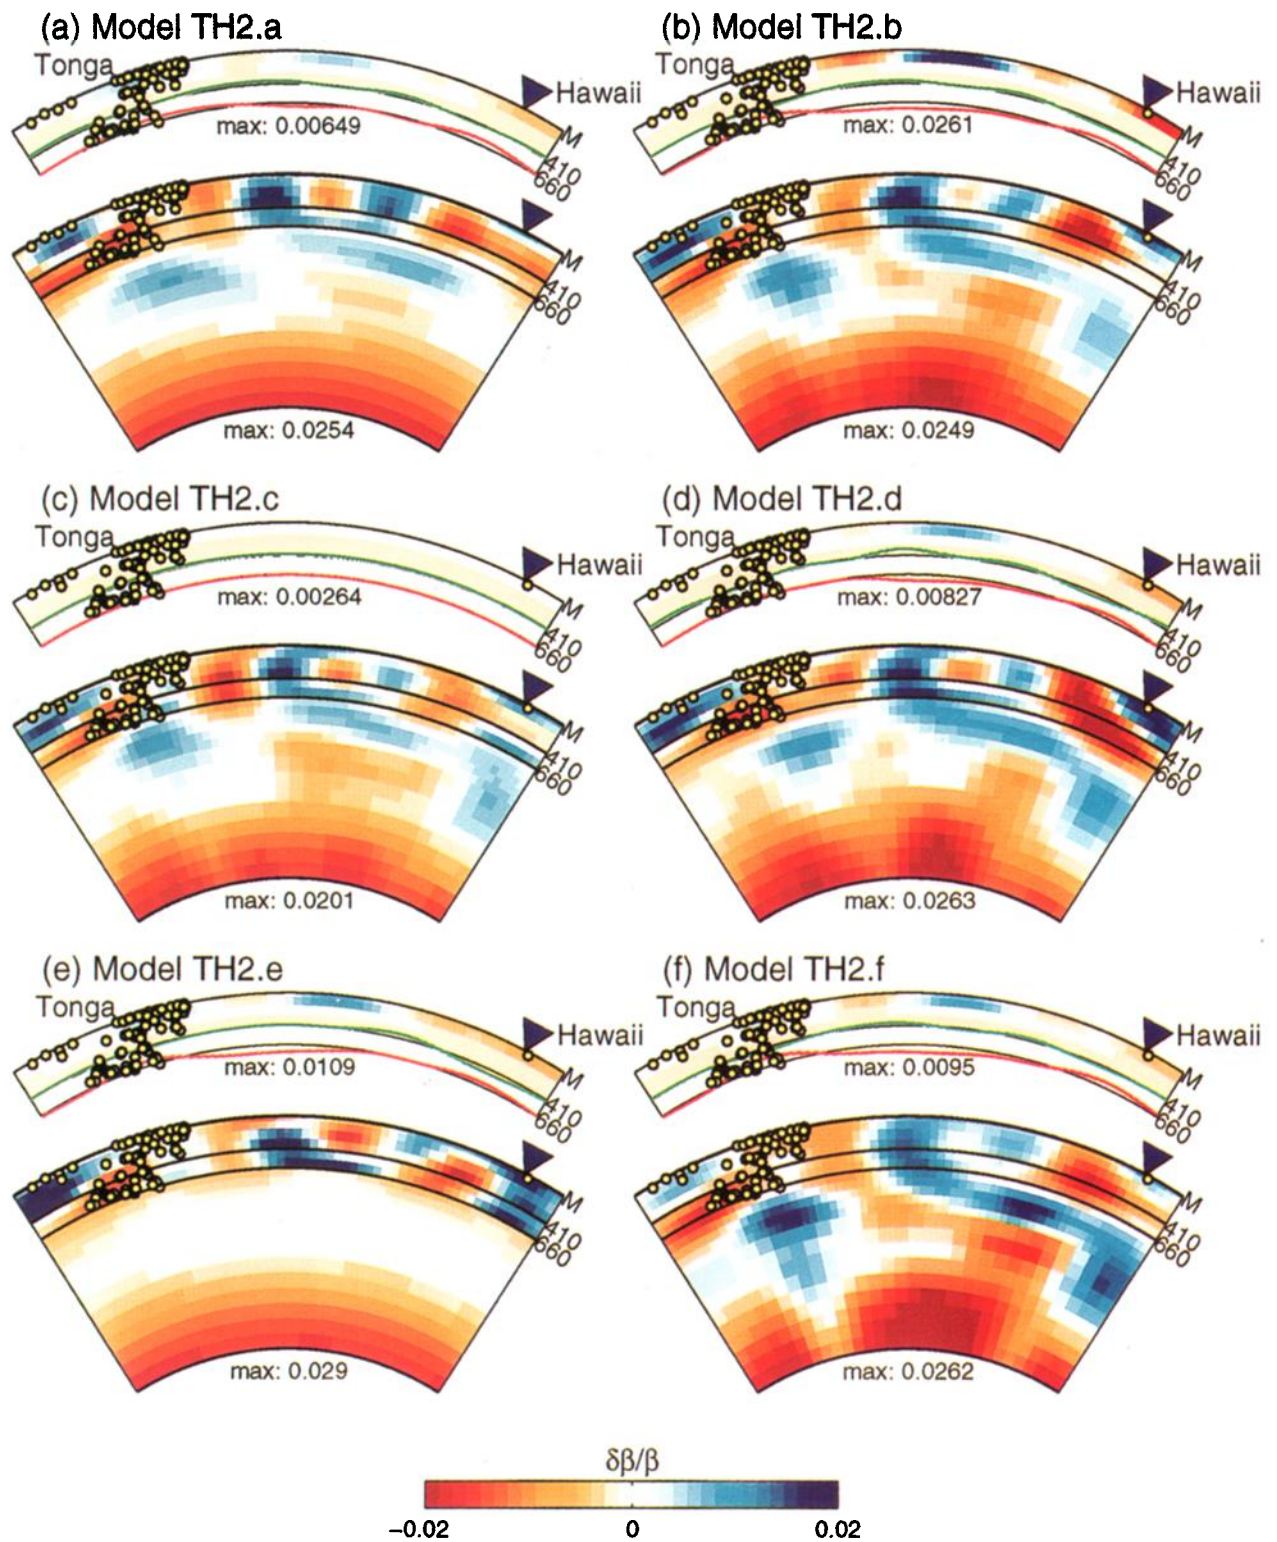 (a) Model TH2.a
Tonga
Hawaii
max: 0.00649
M
410
660
max: 0.0254
M
410
660
(b) Model TH2.b
Tonga
Hawaii
max: 0.0261
M
410
660
max: 0.0249
M
410
660
(c) Model TH2.c
Tonga
Hawaii
max: 0.00264
M
410
660
max: 0.0201
M
410
660
(d) Model TH2.d
Tonga
Hawaii
max: 0.00827
M
410
660
max: 0.0263
M
410
660
(e) Model TH2.e
Tonga
Hawaii
max: 0.0109
M
410
660
max: 0.029
M
410
660
(f) Model TH2.f
Tonga
Hawaii
max: 0.0095
M
410
660
max: 0.0262
M
410
660
δβ/β
−0.02 0 0.02